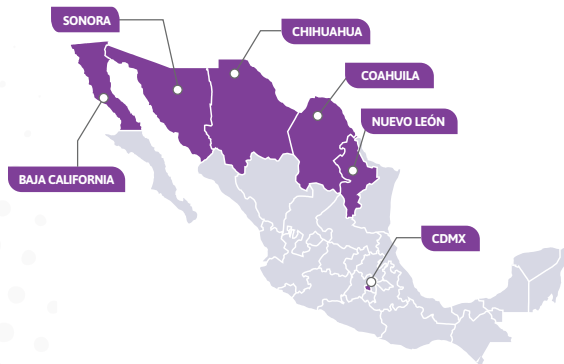 SONORA
CHIHUAHUA
COAHUILA
NUEVO LEÓN
BAJA CALIFORNIA
CDMX